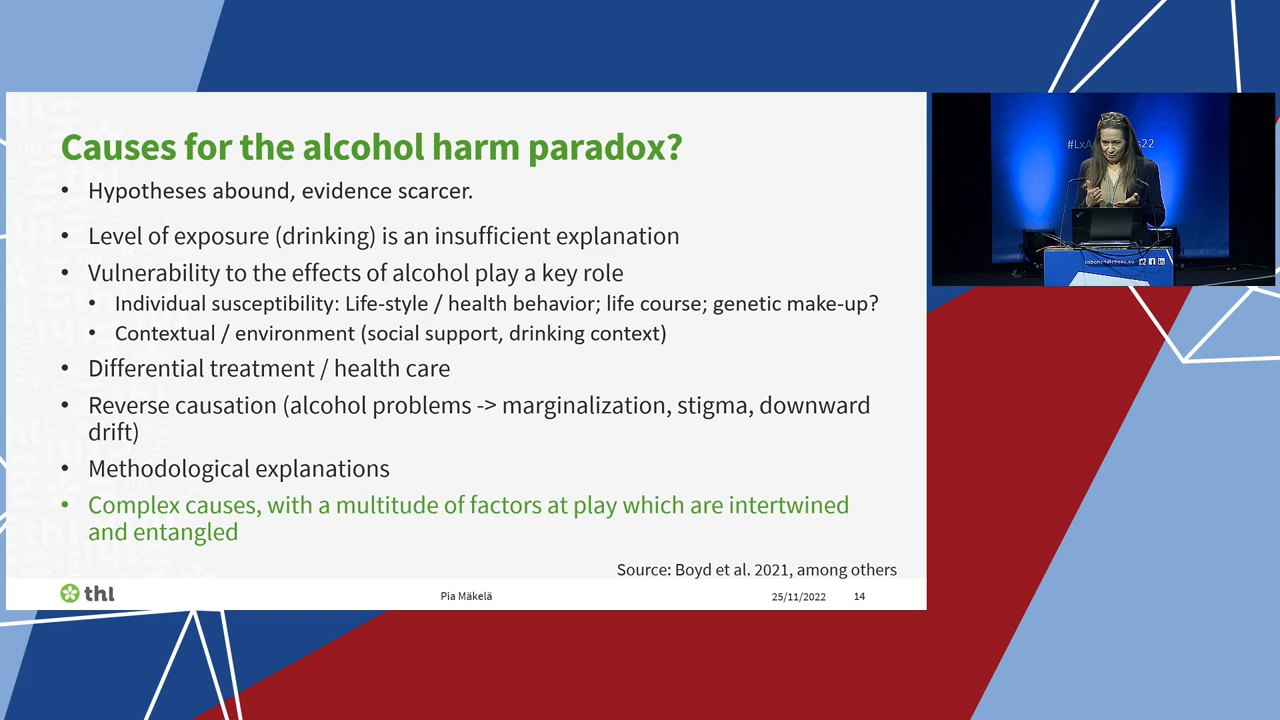 Causes for the alcohol harm paradox?
• Hypotheses abound, evidence scarcer.
• Level of exposure (drinking) is an insufficient explanation
• Vulnerability to the effects of alcohol play a key role
• Individual susceptibility: Life-style / health behavior; life course; genetic make-up?
• Contextual / environment (social support, drinking context)
• Differential treatment / health care
• Reverse causation (alcohol problems -> marginalization, stigma, downward
drift)
• Methodological explanations
• Complex causes, with a multitude of factors at play which are intertwined
and entangled
Source: Boyd et al. 2021, among others
thl
Pia Mäkelä
25/11/2022
14